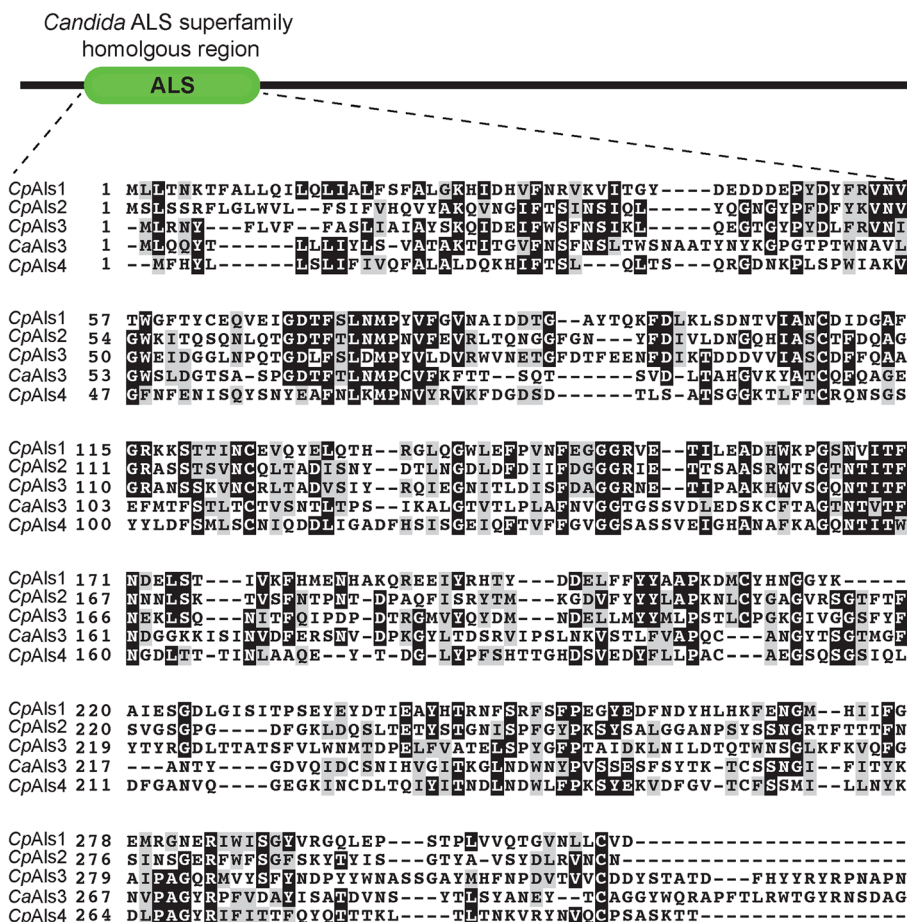 Candida ALS superfamily
homolgous region
ALS
CpAls1 1 MLLTNKTFALLQILQLIALFSFALGKHIDHVFNRVKVITGY----DEDDDEPYDYFRVNV
CpAls2 1 MSLSSRFLGLWVL--FSIFVHQVYAKQVNGIFTSINSIQL-----YQGNGYPFDFYKVNV
CpAls3 1 -MLRNY---FLVF--FASLIAIAYSKQIDEIFWSFNSIKL-----QEGTGYPYDLFRVNI
CaAls3 1 -MLQQYT-----LLLIYLS-VATAKTITGVFNSFNSLTWSNAATYNYKGPGTPTWNAVL
CpAls4 1 --MFHYL-----LSLIFIVQFALALDQKHIFTSL---QLTS---QRGDNKPLSPWIAKV
CpAls1 57 TWGFTYCEQVEIGDTFSLNMPYVFGVNAIDDTG--AYTQKFDLKLSDNTVIANCDIDGAF
CpAls2 54 GWKITQSQNLQTGDTFTLNMPNVFEVRLTQNGGFGN---YFDIVLDNGQHIASCTFDQAG
CpAls3 50 GWEIDGGLNPQTGDLFSLDMPYVLDVRWVNETGFDTFEENFDIKTDDDVVIASCDFFQAA
CaAls3 53 GWSLDGTSA-SPGDTFTLNMPCVFKFTT--SQT------SVD-LTAHGVKYATCQFQAGE
CpAls4 47 GFNFENISQYSNYEAFNLKMPNVYRVKFDGDSD------TLS-ATSGGKTLFTCRQNSGS
CpAls1 115 GRKKSTTINCEVQYELQTH---RGLQGWLEFPVNFEGGGRVE--TILEADHWKPGSNVITF
CpAls2 111 GRASSTSVNCQLTADISNY---DTLNGDLDFDIIFDGGGRIE--TTSAASRWTSGTNTITF
CpAls3 110 GRANSSKVNCRLTADVSIY---RQIEGNITLDISFDAGGRNE--TIPAAKHWVSGQNTITF
CaAls3 103 EFMTFSTLTCTVSNTLTPS---IKALGTVTLPLAFNVGGTGSSVDLEDSKCFTAGTNTVTF
CpAls4 100 YYLDFSMLSCNIQDDLIGADFHSISGEIQFTVFFGVGGSASSVEIGHANAFKAGQNTITW
CpAls1 171 NDELST---IVKFHMENHAKQREEIYRHTY---DDELFFYYAAPKDMCYHNGGYK-----
CpAls2 167 NNNLSK---TVSFNTPNT-DPAQFISRYTM---KGDVFYYYLAPKNLCYGAGVRSGTFTF
CpAls3 166 NEKLSQ---NITFQIPDP-DTRGMVYQYDM---NDELLMYYMLPSTLCPGKGIVGGSFYF
CaAls3 161 NDGGKKISINVDFERSNV-DPKGYLTDSRVIPSLNKVSTLFVAPQC---ANGYTSGTMGF
CpAls4 160 NGDLTT-TINLAAQE---Y-T-DG-LYPFSHTTGHDSVEDYFLLPAC---AEGSQSGSIQL
CpAls1 220 AIESGDLGISITPSEYEYDTIEAYHTRNFSRFSFPEGYEDFNDYHLHKFENGM--HIIFG
CpAls2 220 SVGSGPG----DFGKLDQSLTETYSTGNISPFGYPKSYSALGGANPSYSSNGRTFTTTFN
CpAls3 219 YTYRGDLTTATSFVLWNMTDPELFVATELSPYGFPTAIDKLNILDTQTWNSGLKFKVQFG
CaAls3 217 ---ANTY----GDVQIDCSNIHVGITKGLNDWNYPVSSESFSYTK-TCSSNGI--FITYK
CpAls4 211 DFGANVQ----GEGKINCDLTQIYITNDLNDWLFPKSYEKVDFGV-TCFSSMI--LLNYK
CpAls1 278 EMRGNERIWISGYVRGQLEP---STPLVVQTGVNLLCVD----------------
CpAls2 276 SINSGERFWFSGFSKYTYIS---GTYA-VSYDLRVNCN-----------------
CpAls3 279 AIPAGQRMVYSFYNDPYYWNASSGAYMHFNPDVTVVCDDYSTATD--FHYYRYRPNAPN
CaAls3 267 NVPAGYRPFVDAYISATDVNS---YTLSYANEY--TCAGGYWQRAPFTLRWTGYRNSDAG
CpAls4 264 DLPAGYRIFITTFQYQTTTKL---LTTNKVRYNVQCPSASKTT------------